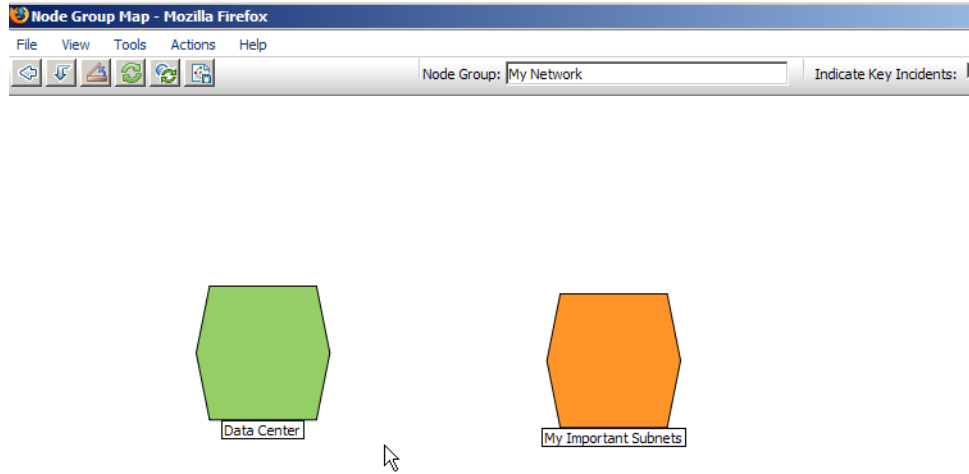 Node Group Map - Mozilla Firefox
File View Tools Actions Help
Node Group: My Network Indicate Key Incidents:
Data Center
My Important Subnets